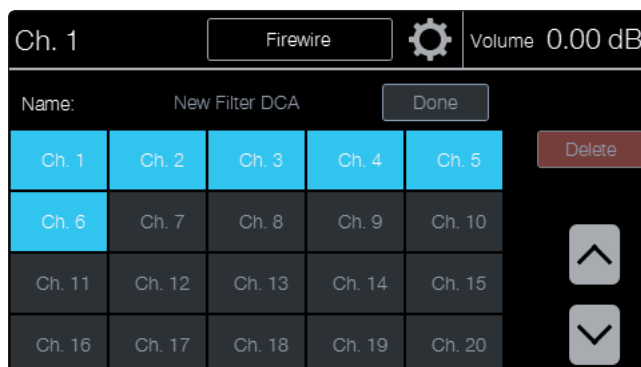 Ch. 1 Firewire Volume 0.00 dB
Name: New Filter DCA Done
Ch. 1 Ch. 2 Ch. 3 Ch. 4 Ch. 5 Delete
Ch. 6 Ch. 7 Ch. 8 Ch. 9 Ch. 10
Ch. 11 Ch. 12 Ch. 13 Ch. 14 Ch. 15
Ch. 16 Ch. 17 Ch. 18 Ch. 19 Ch. 20